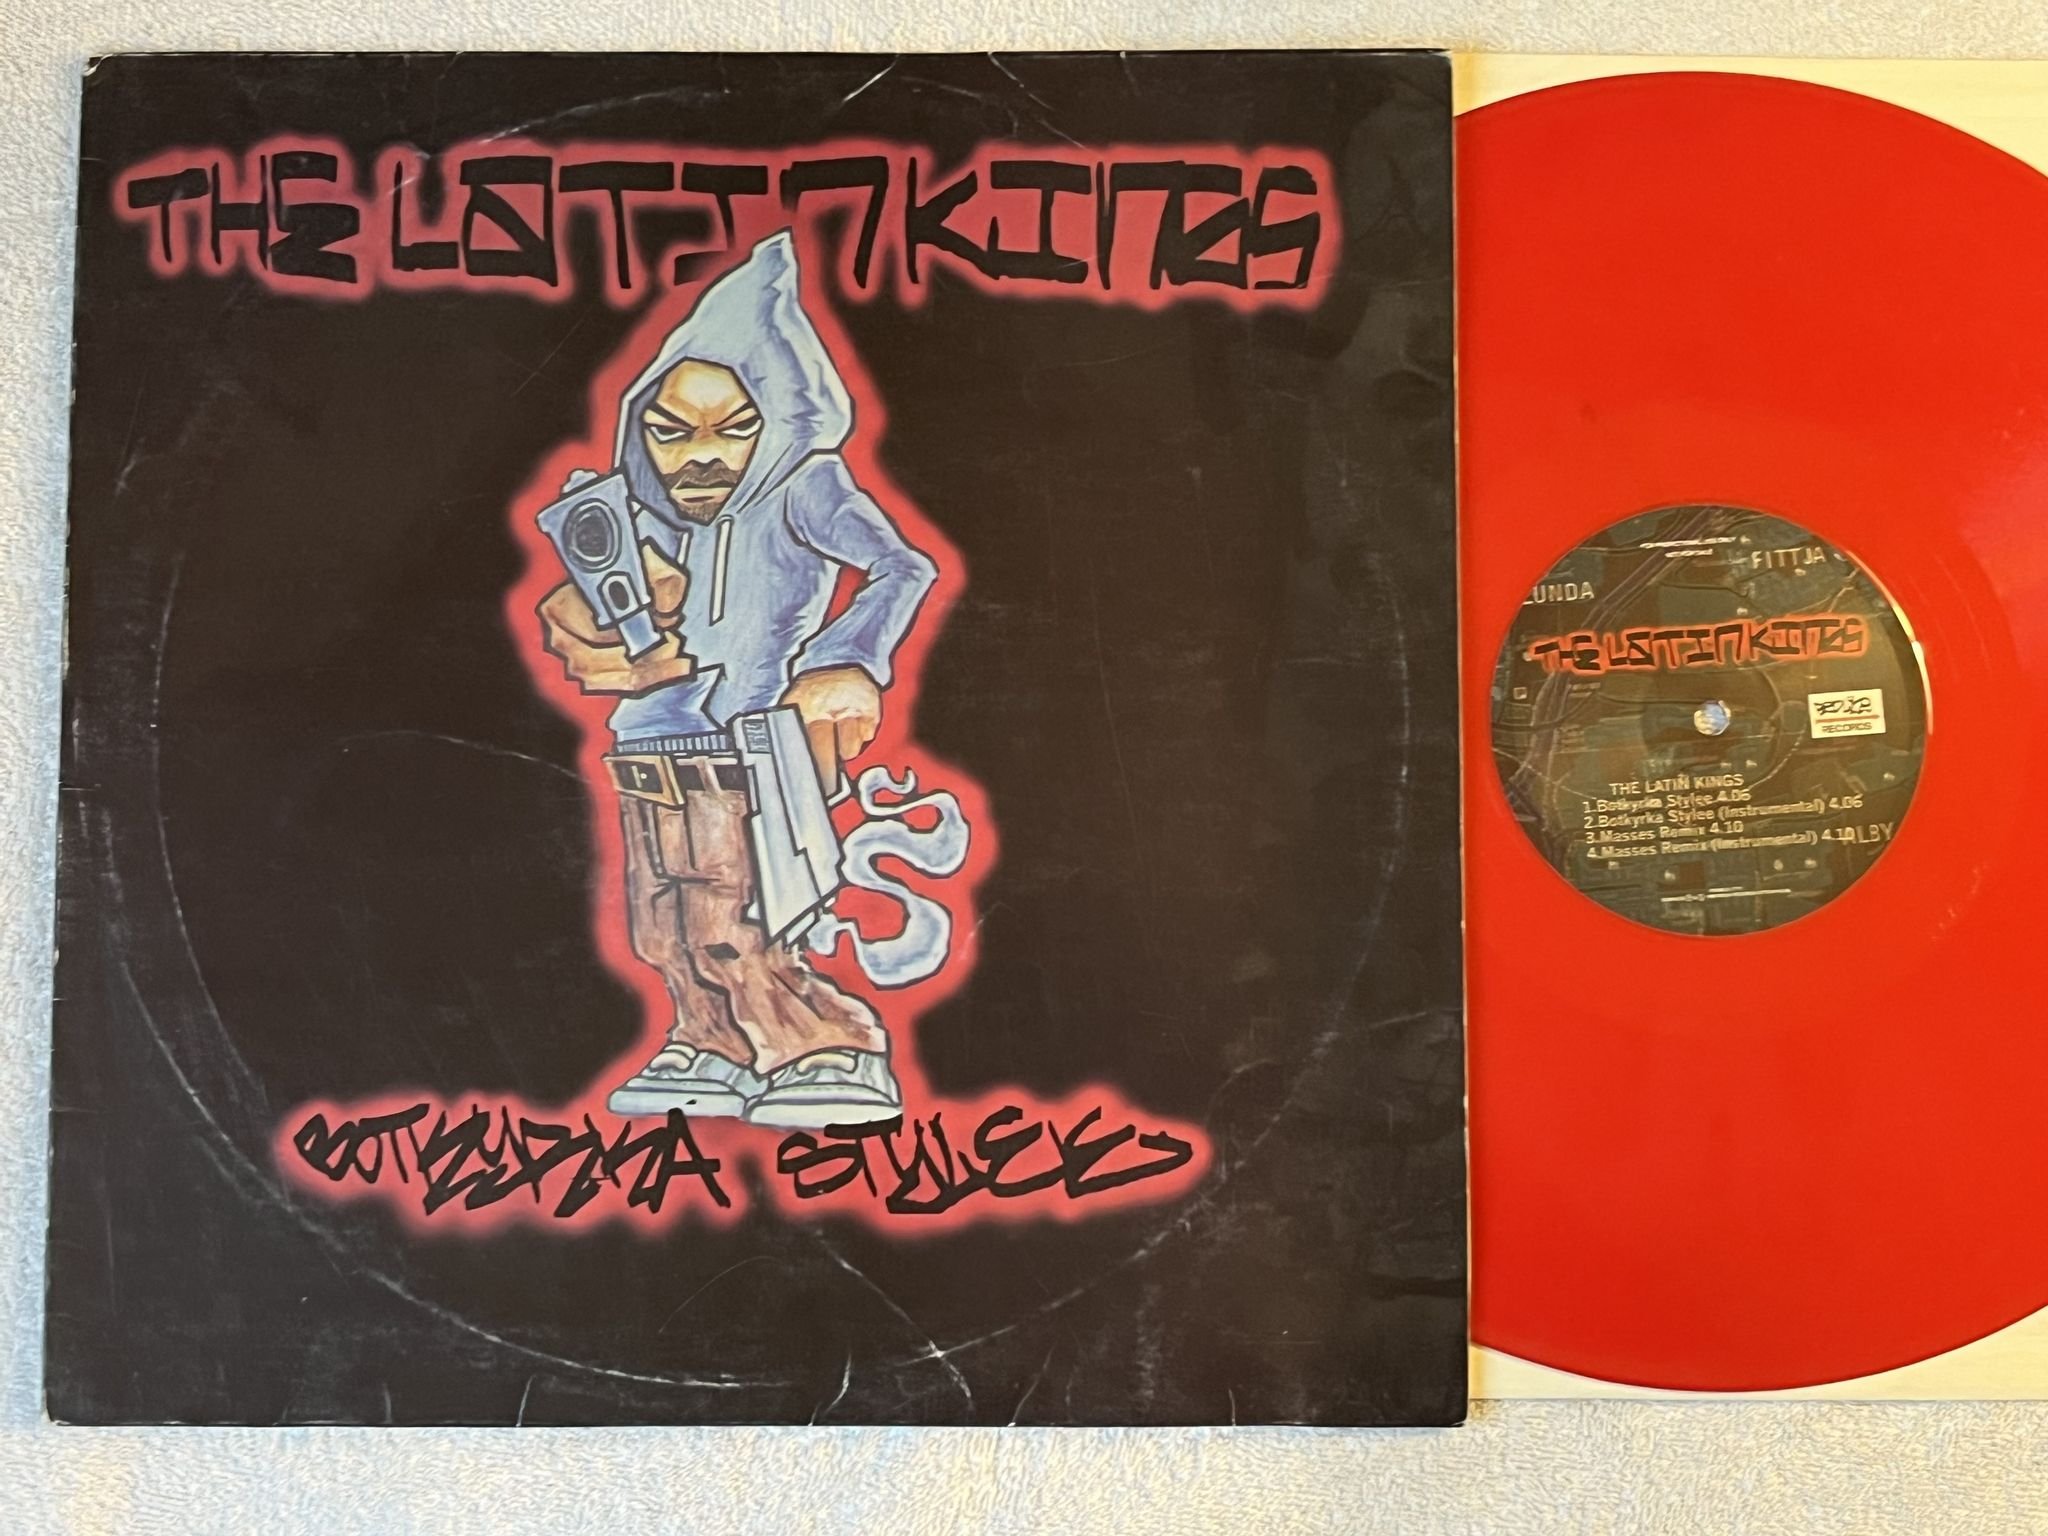 THE LATIN KINGS
BOTKYRKA STYLEE
FITTJA
LUNDA
THE LATIN KINGS
RECORDS
THE LATIN KINGS
1.Botkyrka Stylee 4.06
2.Botkyrka Stylee (Instrumental) 4.06
3.Masses Remix 4.10
4.Masses Remix (Instrumental) 4.10
ALBY